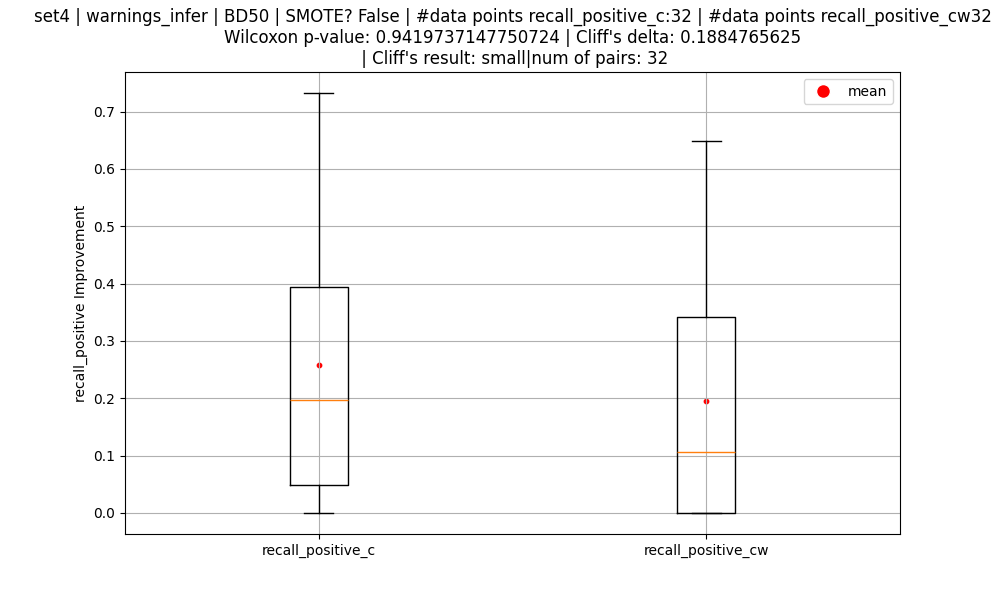 set4 | warnings_infer | BD50 | SMOTE? False | #data points recall_positive_c:32 | #data points recall_positive_cw32
Wilcoxon p-value: 0.9419737147750724 | Cliff's delta: 0.1884765625
| Cliff's result: small|num of pairs: 32
mean
recall_positive Improvement
0.7
0.6
0.5
0.4
0.3
0.2
0.1
0.0
recall_positive_c
recall_positive_cw